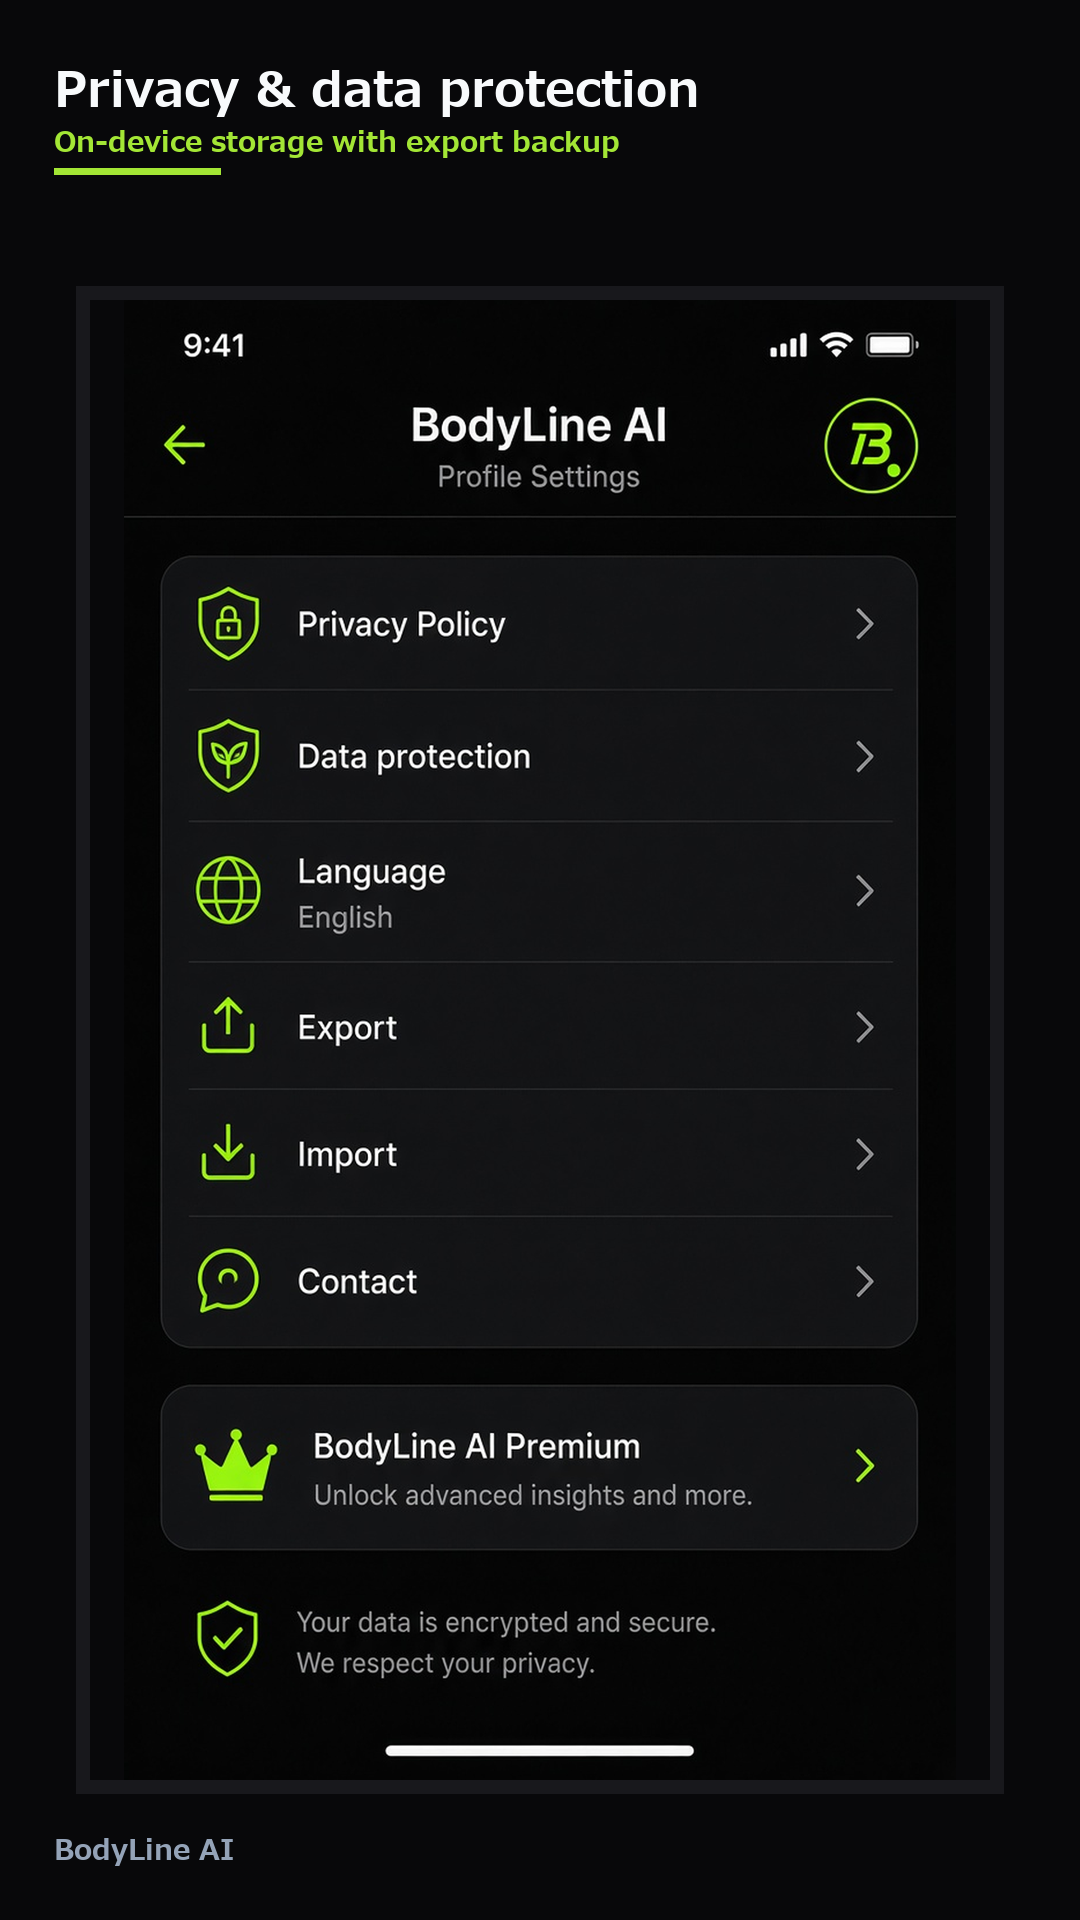 Privacy & data protection
On-device storage with export backup
9:41
BodyLine AI
Profile Settings
B.
Privacy Policy
Data protection
Language
English
Export
Import
Contact
BodyLine AI Premium
Unlock advanced insights and more.
Your data is encrypted and secure.
We respect your privacy.
BodyLine AI